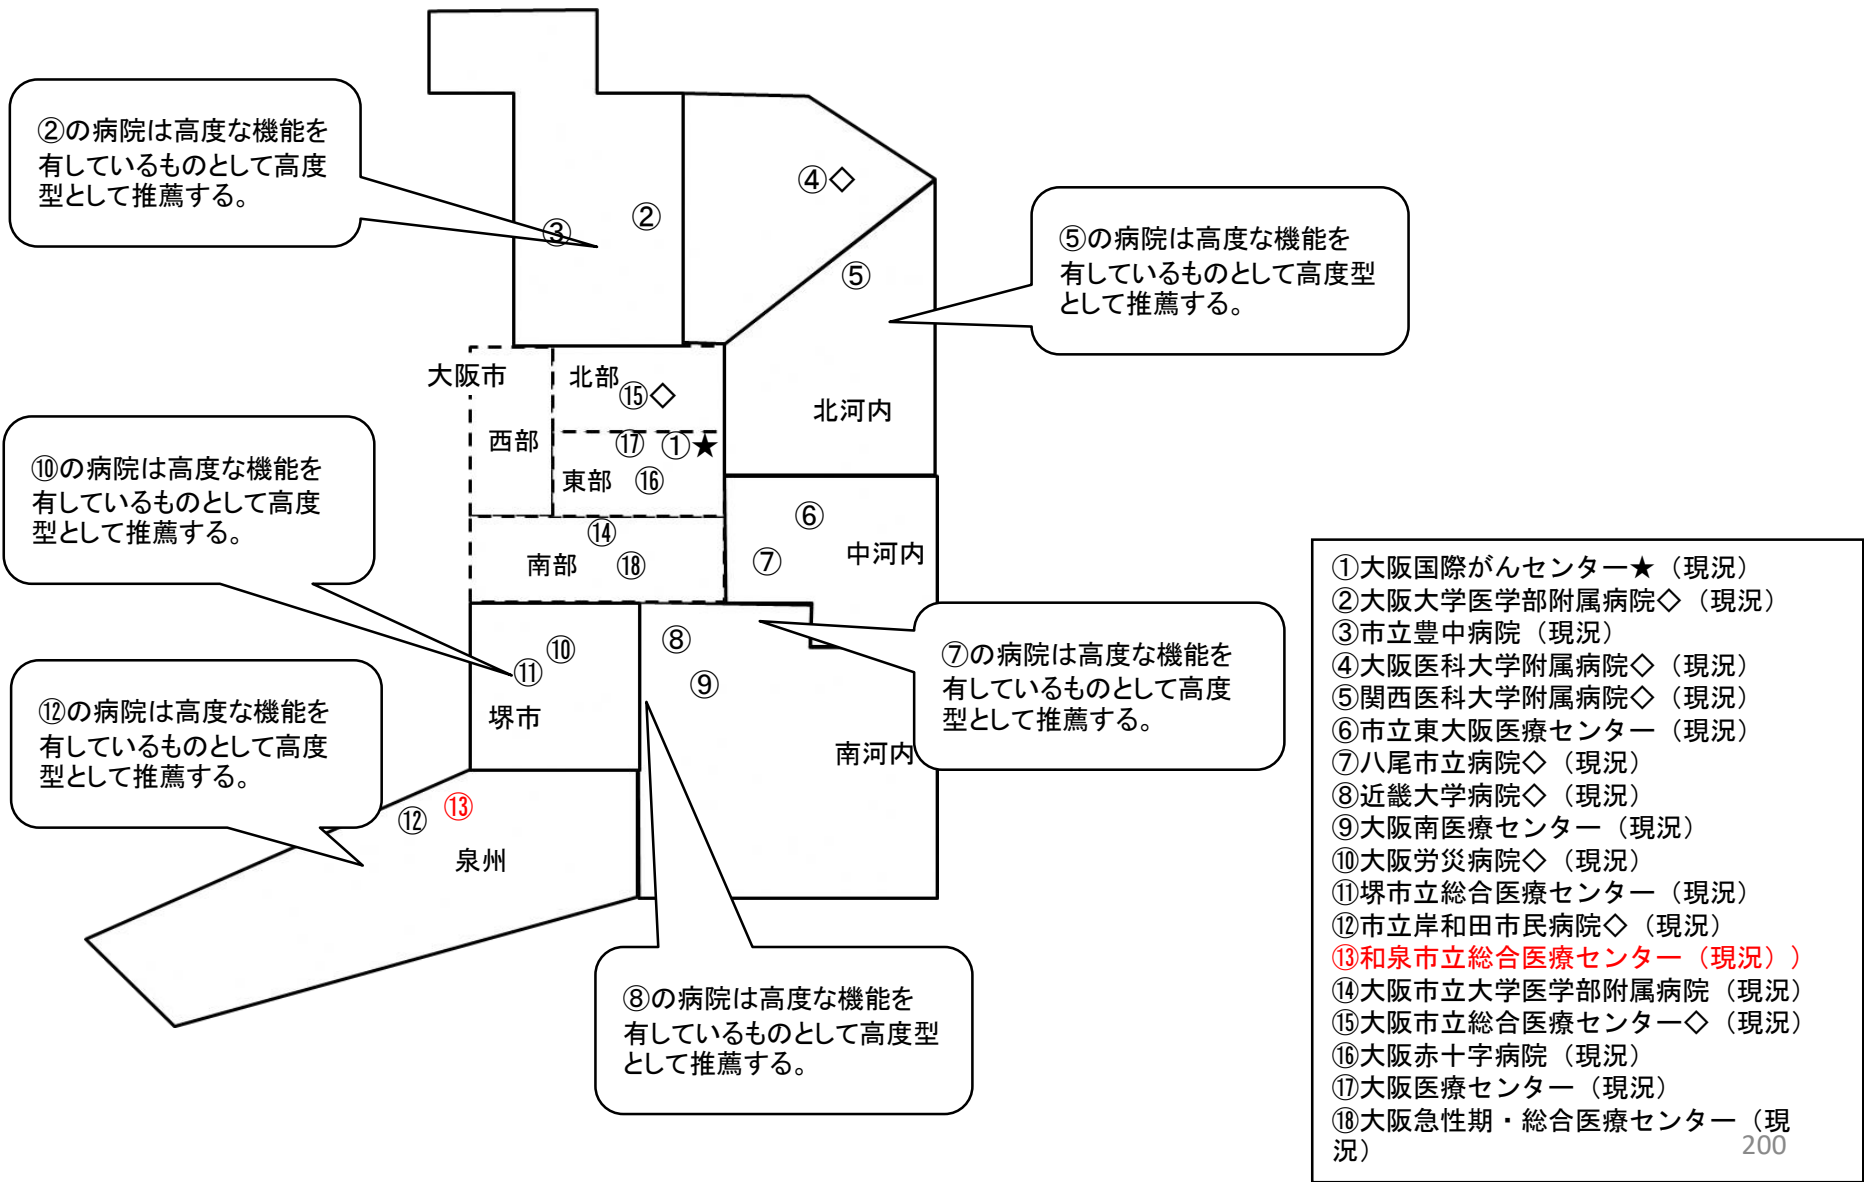 ②の病院は高度な機能を
有しているものとして高度
型として推薦する。
③
②
④◇
⑤
⑤の病院は高度な機能を
有しているものとして高度型
として推薦する。
大阪市
北部
⑮◇
北河内
西部
⑰
①★
東部
⑯
⑩の病院は高度な機能を
有しているものとして高度
型として推薦する。
⑥
⑦
中河内
⑭
南部
⑱
⑩
⑪
堺市
⑧
⑨
南河内
⑦の病院は高度な機能を
有しているものとして高度
型として推薦する。
⑫の病院は高度な機能を
有しているものとして高度
型として推薦する。
⑫
⑬
泉州
⑧の病院は高度な機能を
有しているものとして高度型
として推薦する。
①大阪国際がんセンター★（現況）
②大阪大学医学部附属病院◇（現況）
③市立豊中病院（現況）
④大阪医科大学附属病院◇（現況）
⑤関西医科大学附属病院◇（現況）
⑥市立東大阪医療センター（現況）
⑦八尾市立病院◇（現況）
⑧近畿大学病院◇（現況）
⑨大阪南医療センター（現況）
⑩大阪労災病院◇（現況）
⑪堺市立総合医療センター（現況）
⑫市立岸和田市民病院◇（現況）
⑬和泉市立総合医療センター（現況））
⑭大阪市立大学医学部附属病院（現況）
⑮大阪市立総合医療センター◇（現況）
⑯大阪赤十字病院（現況）
⑰大阪医療センター（現況）
⑱大阪急性期・総合医療センター（現
況）
200